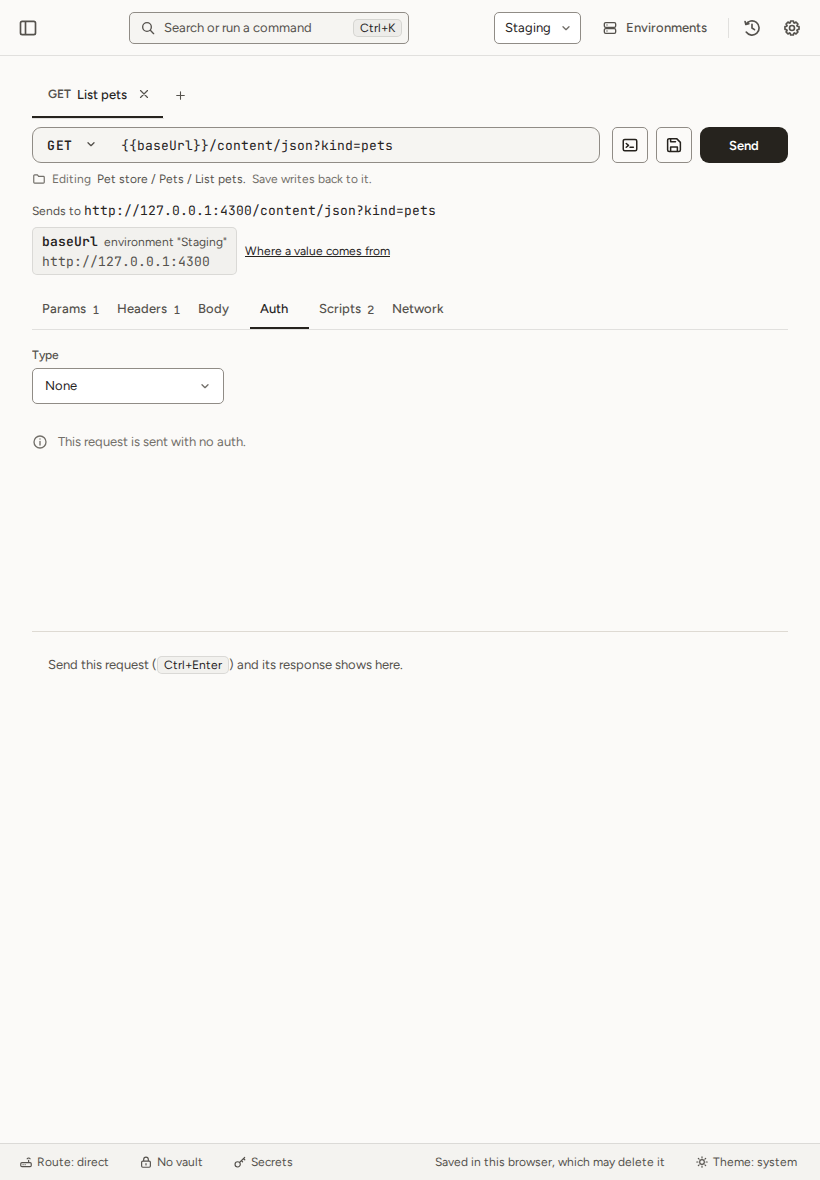 Search or run a command Ctrl+K Staging Environments
GET List pets
GET {{baseUrl}}/content/json?kind=pets Send
Editing Pet store / Pets / List pets. Save writes back to it.
Sends to http://127.0.0.1:4300/content/json?kind=pets
baseUrl environment "Staging"
http://127.0.0.1:4300
Where a value comes from
Params 1 Headers 1 Body Auth Scripts 2 Network
Type
None
This request is sent with no auth.
Send this request (Ctrl+Enter) and its response shows here.
Route: direct No vault Secrets Saved in this browser, which may delete it Theme: system